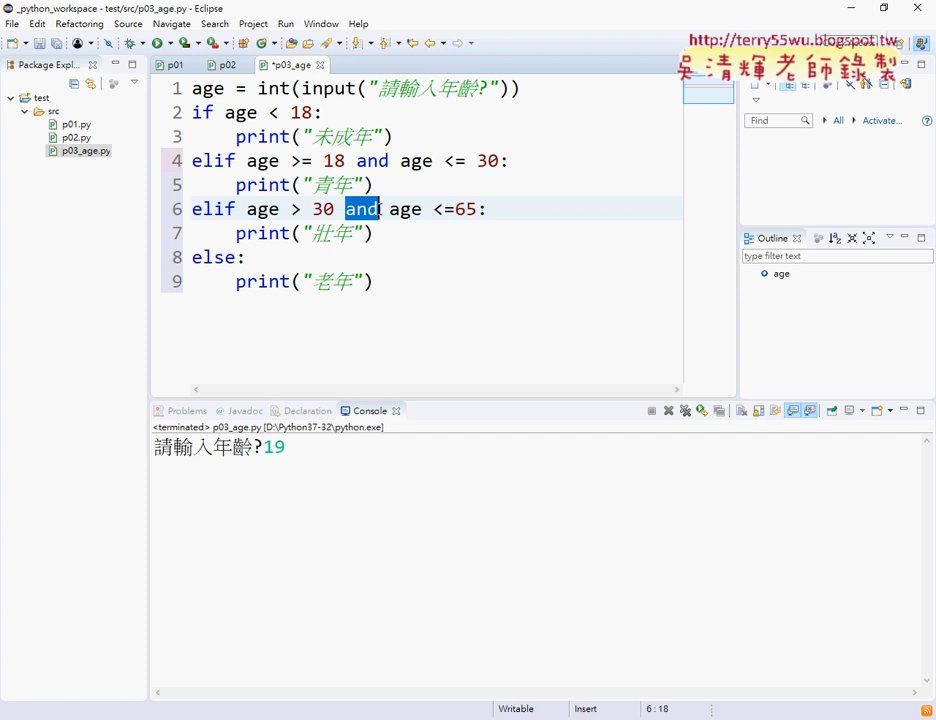 _python_workspace - test/src/p03_age.py - Eclipse
File Edit Refactoring Source Navigate Search Project Run Window Help
http://terry55wu.blogspot.tw
吳清輝老師錄製
Package Expl...
p01 p02 *p03_age.py
test
src
p01.py
p02.py
p03_age.py
1 age = int(input("請輸入年齡?"))
2 if age < 18:
3 print("未成年")
4 elif age >= 18 and age <= 30:
5 print("青年")
6 elif age > 30 and age <=65:
7 print("壯年")
8 else:
9 print("老年")
Find All Activate...
Outline
type filter text
age
Problems Javadoc Declaration Console
<terminated> p03_age.py [D:\Python37-32\python.exe]
請輸入年齡?19
Writable Insert 6 : 18